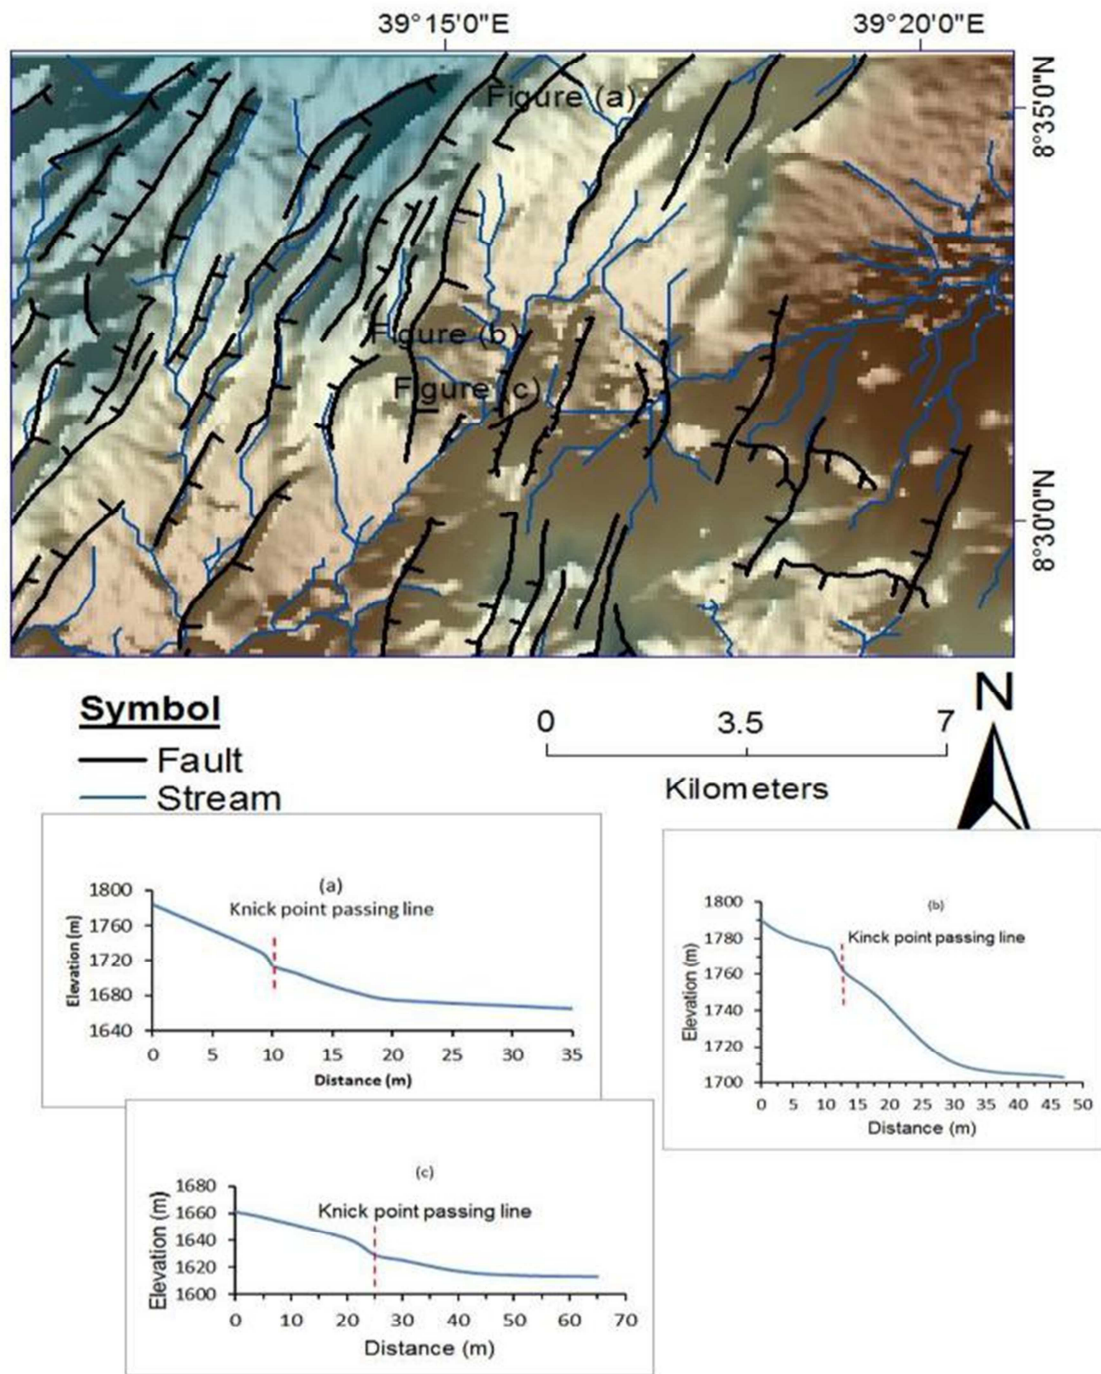 39°15'0"E 39°20'0"E
8°35'0"N
Figure (a)
Figure (b)
Figure (c)
8°30'0"N
Symbol
Fault
Stream
0 3.5 7
Kilometers
N
(a)
Knick point passing line
1800
1760
1720
1680
1640
Elevation (m)
0 5 10 15 20 25 30 35
Distance (m)
(b)
Kinck point passing line
1800
1780
1760
1740
1720
1700
Elevation (m)
0 5 10 15 20 25 30 35 40 45 50
Distance (m)
(c)
Knick point passing line
1680
1660
1640
1620
1600
Elevation (m)
0 10 20 30 40 50 60 70
Distance (m)